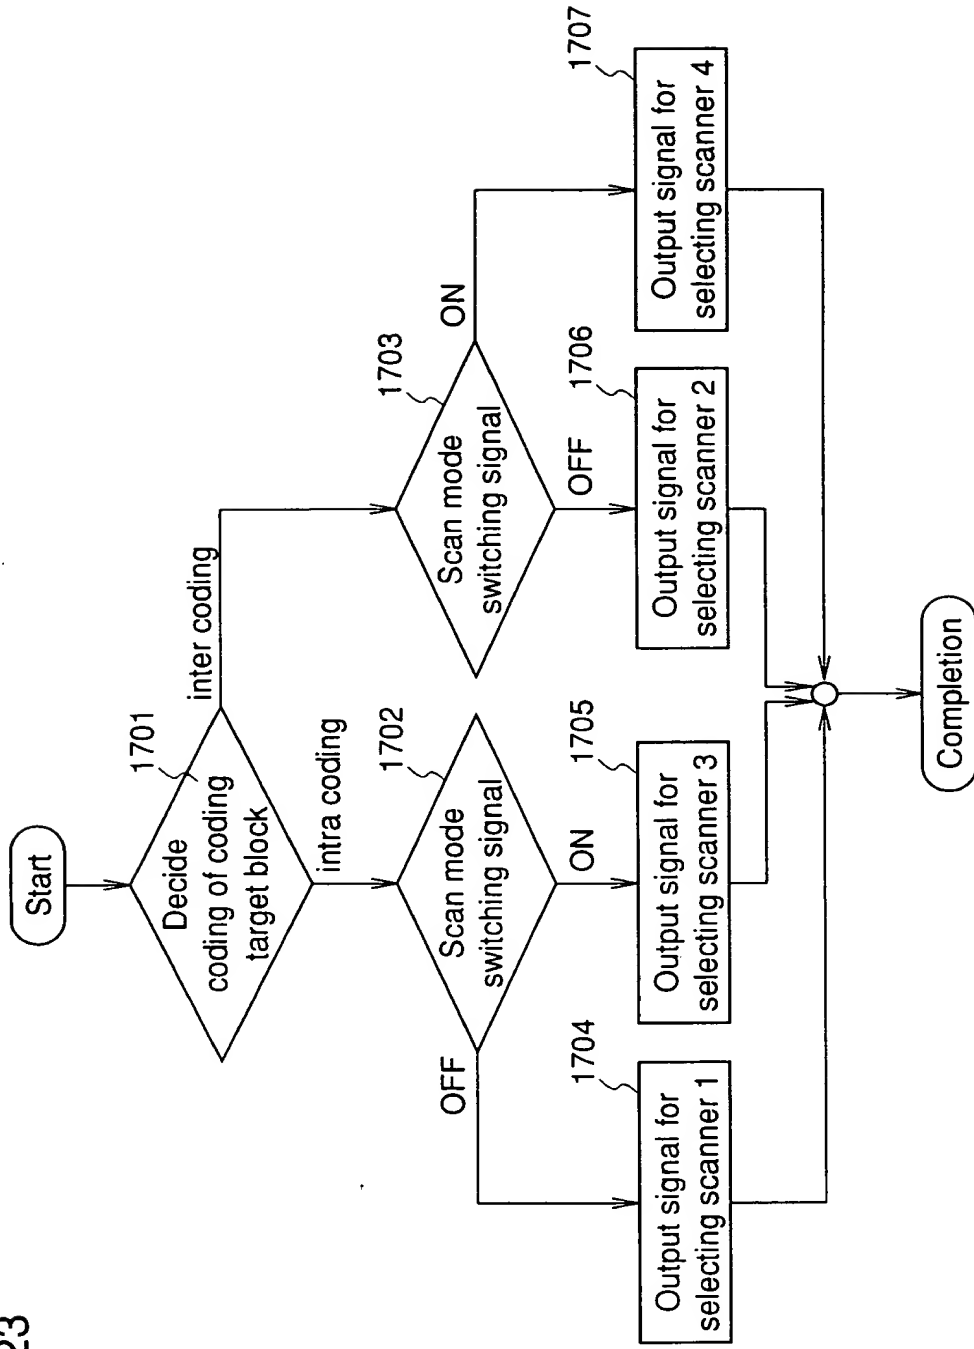 23
Start
1701
Decide
coding of coding
target block
inter coding
intra coding
1702
Scan mode
switching signal
OFF
ON
1703
Scan mode
switching signal
OFF
ON
1704
Output signal for
selecting scanner 1
1705
Output signal for
selecting scanner 3
1706
Output signal for
selecting scanner 2
1707
Output signal for
selecting scanner 4
Completion